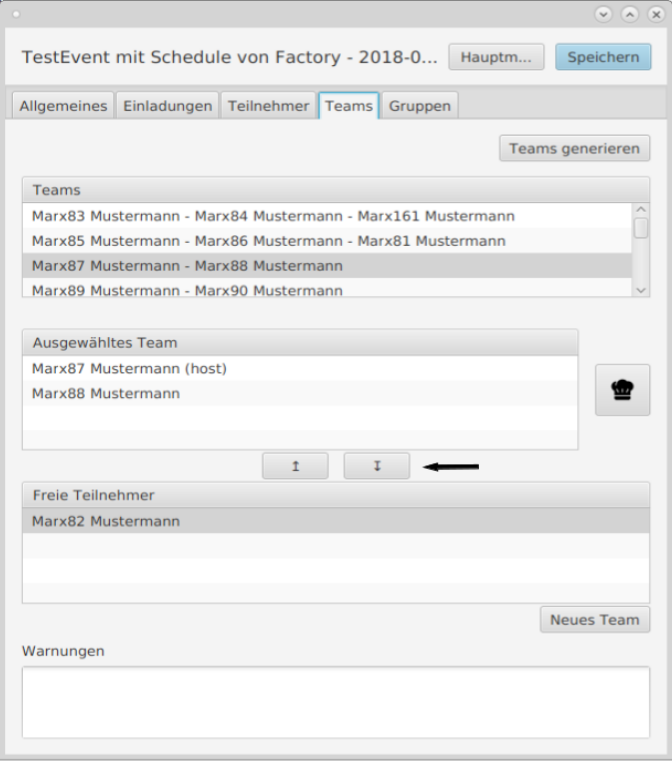 TestEvent mit Schedule von Factory - 2018-0...
Hauptm...
Speichern
Allgemeines
Einladungen
Teilnehmer
Teams
Gruppen
Teams generieren
Teams
Marx83 Mustermann - Marx84 Mustermann - Marx161 Mustermann
Marx85 Mustermann - Marx86 Mustermann - Marx81 Mustermann
Marx87 Mustermann - Marx88 Mustermann
Marx89 Mustermann - Marx90 Mustermann
Ausgewähltes Team
Marx87 Mustermann (host)
Marx88 Mustermann
Freie Teilnehmer
Marx82 Mustermann
Neues Team
Warnungen